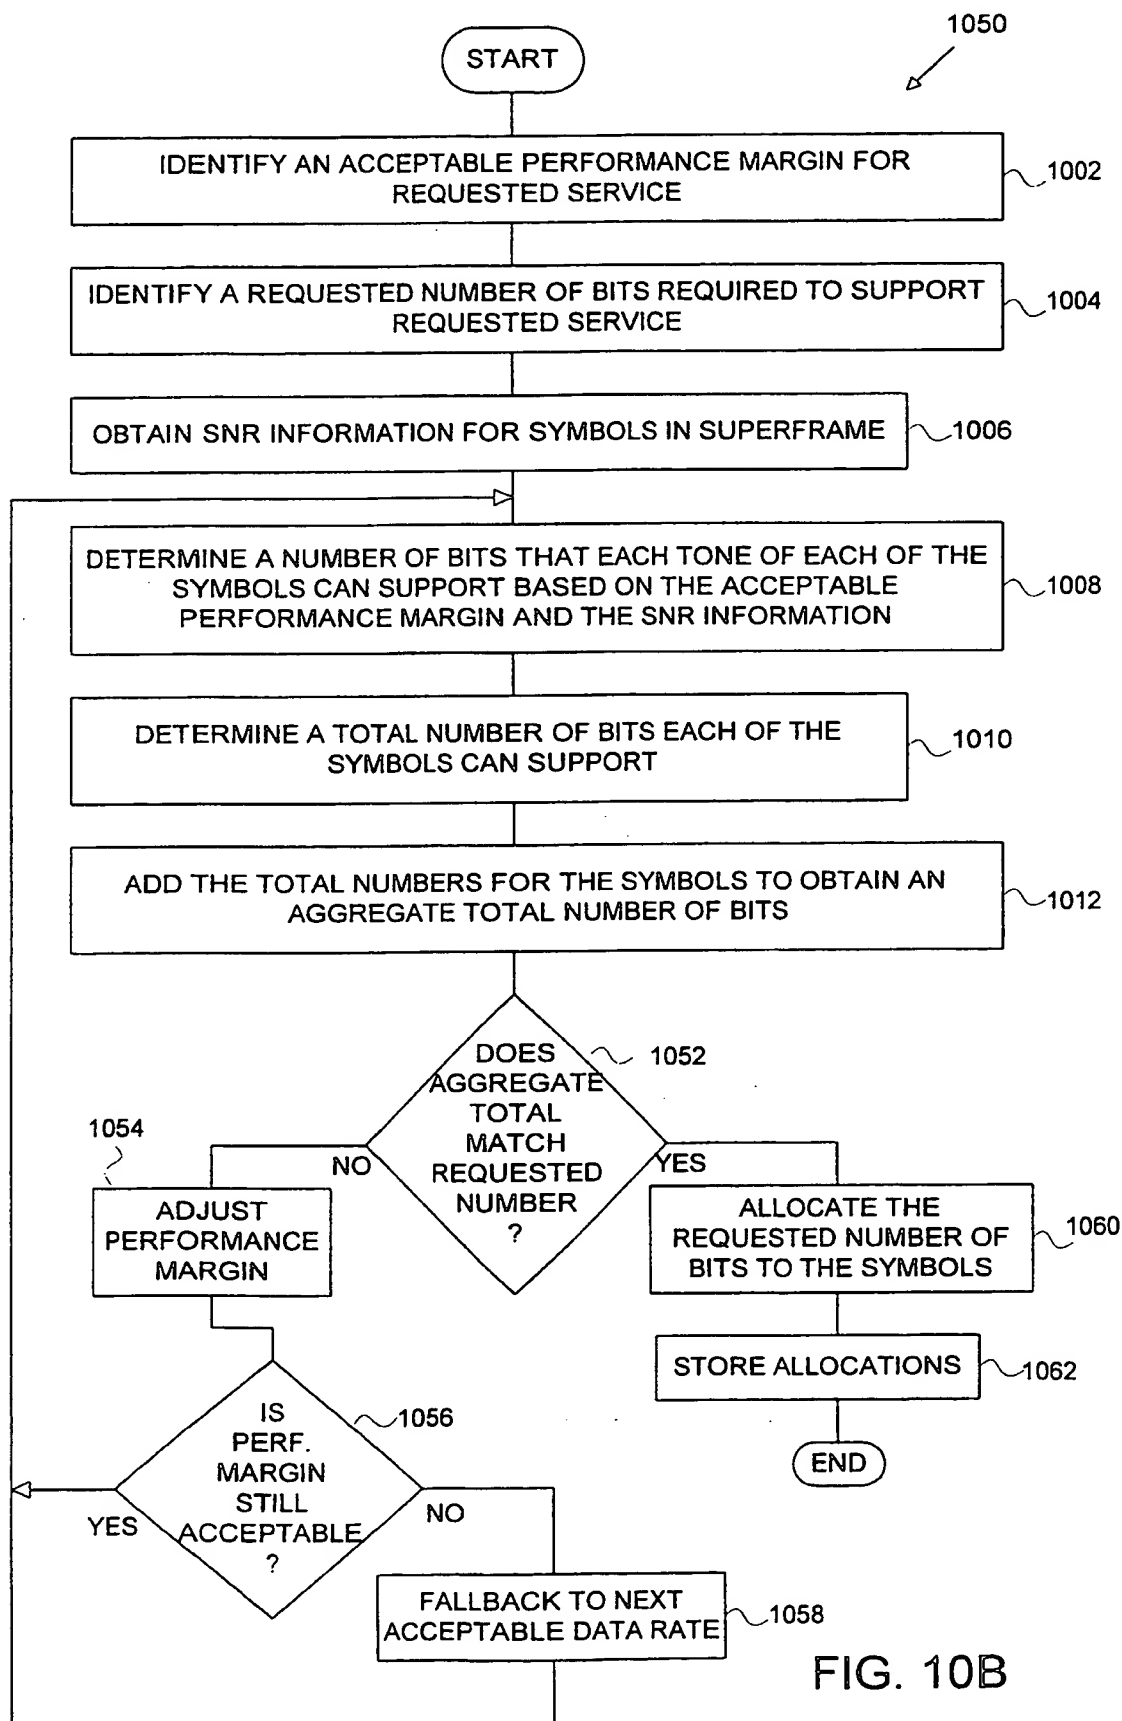 1050
START
IDENTIFY AN ACCEPTABLE PERFORMANCE MARGIN FOR
REQUESTED SERVICE
1002
IDENTIFY A REQUESTED NUMBER OF BITS REQUIRED TO SUPPORT
REQUESTED SERVICE
1004
OBTAIN SNR INFORMATION FOR SYMBOLS IN SUPERFRAME
1006
DETERMINE A NUMBER OF BITS THAT EACH TONE OF EACH OF THE
SYMBOLS CAN SUPPORT BASED ON THE ACCEPTABLE
PERFORMANCE MARGIN AND THE SNR INFORMATION
1008
DETERMINE A TOTAL NUMBER OF BITS EACH OF THE
SYMBOLS CAN SUPPORT
1010
ADD THE TOTAL NUMBERS FOR THE SYMBOLS TO OBTAIN AN
AGGREGATE TOTAL NUMBER OF BITS
1012
DOES
AGGREGATE
TOTAL
MATCH
REQUESTED
NUMBER
?
1052
NO
YES
1054
ADJUST
PERFORMANCE
MARGIN
ALLOCATE THE
REQUESTED NUMBER OF
BITS TO THE SYMBOLS
1060
STORE ALLOCATIONS
1062
END
IS
PERF.
MARGIN
STILL
ACCEPTABLE
?
1056
YES
NO
FALLBACK TO NEXT
ACCEPTABLE DATA RATE
1058
FIG. 10B